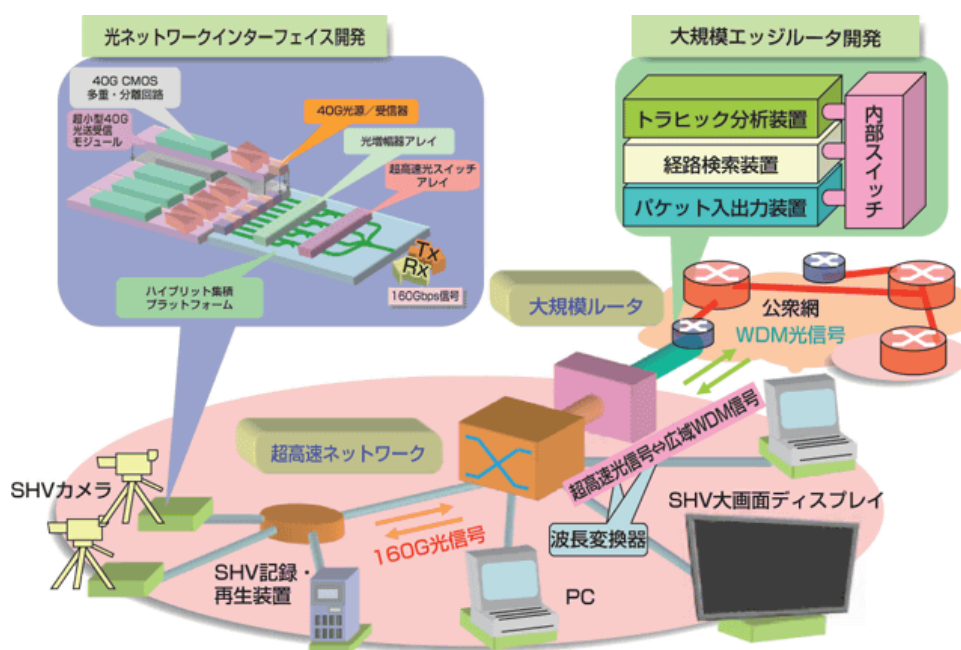 光ネットワークインターフェイス開発
40G CMOS
多重・分離回路
超小型40G
光送受信
モジュール
40G光源／受信器
光増幅器アレイ
超高速光スイッチ
アレイ
Tx
Rx
160Gbps信号
ハイブリット集積
プラットフォーム
大規模エッジルータ開発
トラヒック分析装置
経路検索装置
パケット入出力装置
内部スイッチ
大規模ルータ
公衆網
WDM光信号
超高速ネットワーク
超高速光信号⇔広域WDM信号
SHVカメラ
160G光信号
波長変換器
SHV大画面ディスプレイ
SHV記録・
再生装置
PC